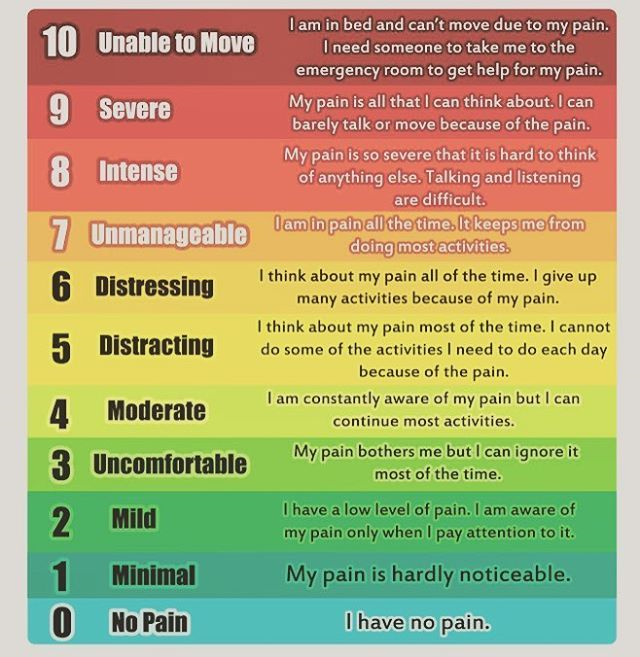 10 Unable to Move
I am in bed and can't move due to my pain.
I need someone to take me to the
emergency room to get help for my pain.
9 Severe
My pain is all that I can think about. I can
barely talk or move because of the pain.
8 Intense
My pain is so severe that it is hard to think
of anything else. Talking and listening
are difficult.
7 Unmanageable
I am in pain all the time. It keeps me from
doing most activities.
6 Distressing
I think about my pain all of the time. I give up
many activities because of my pain.
5 Distracting
I think about my pain most of the time. I cannot
do some of the activities I need to do each day
because of the pain.
4 Moderate
I am constantly aware of my pain but I can
continue most activities.
3 Uncomfortable
My pain bothers me but I can ignore it
most of the time.
2 Mild
I have a low level of pain. I am aware of
my pain only when I pay attention to it.
1 Minimal
My pain is hardly noticeable.
0 No Pain
I have no pain.